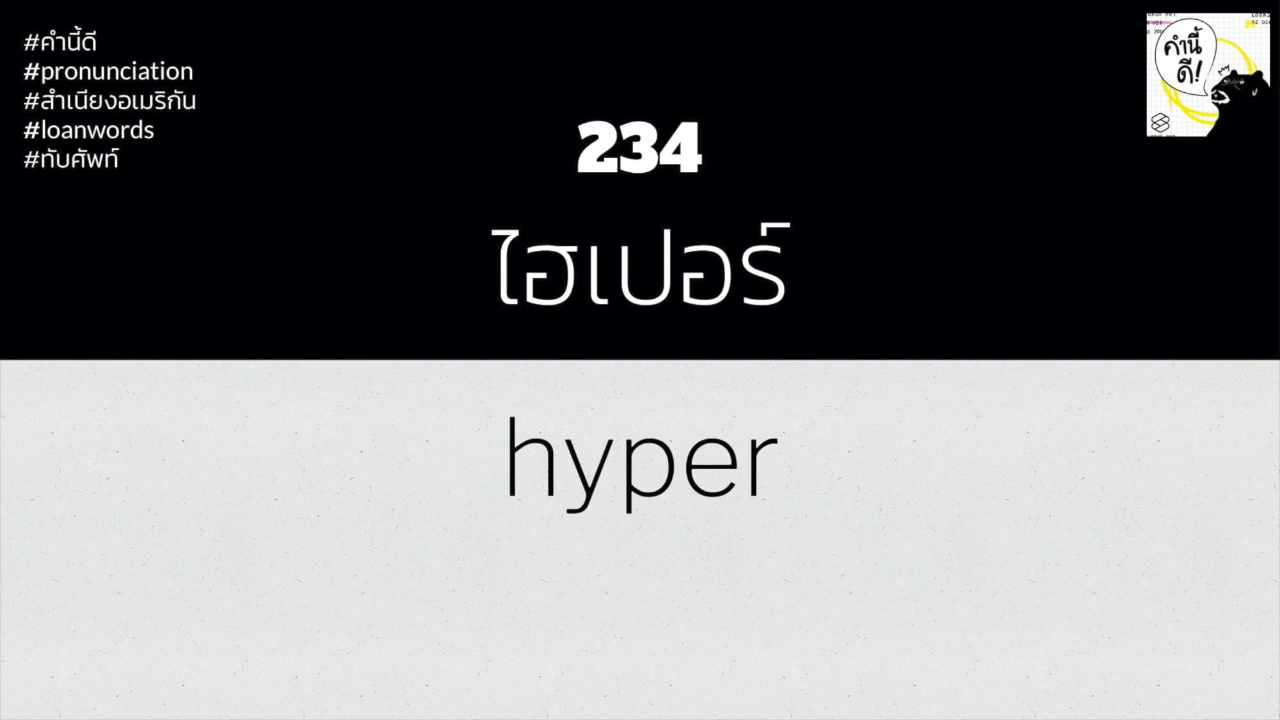 #คำนี้ดี
#pronunciation
#สำเนียงอเมริกัน
#loanwords
#ทับศัพท์
คำนี้
ดี!
234
ไฮเปอร์
hyper